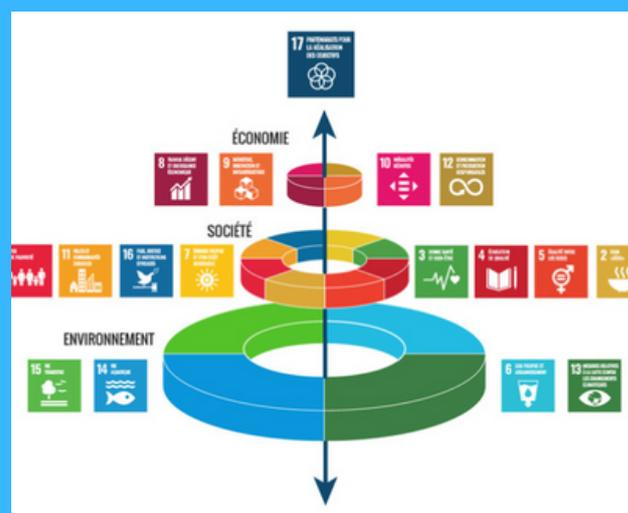 17 PARTENARIATS POUR
LA RÉALISATION
DES OBJECTIFS
ÉCONOMIE
8 TRAVAIL DÉCENT
ET CROISSANCE
ÉCONOMIQUE
9 INDUSTRIE,
INNOVATION ET
INFRASTRUCTURE
10 INÉGALITÉS
RÉDUITES
12 CONSOMMATION
ET PRODUCTION
RESPONSABLES
SOCIÉTÉ
11 VILLES ET
COMMUNAUTÉS
DURABLES
16 PAIX, JUSTICE
ET INSTITUTIONS
EFFICACES
7 ÉNERGIE PROPRE
ET D'UN COÛT
ABORDABLE
3 BONNE SANTÉ
ET BIEN-ÊTRE
4 ÉDUCATION
DE QUALITÉ
5 ÉGALITÉ ENTRE
LES SEXES
2
ENVIRONNEMENT
15 VIE
TERRESTRE
14 VIE
AQUATIQUE
6 EAU PROPRE ET
ASSAINISSEMENT
13 MESURES RELATIVES
À LA LUTTE CONTRE
LES CHANGEMENTS
CLIMATIQUES